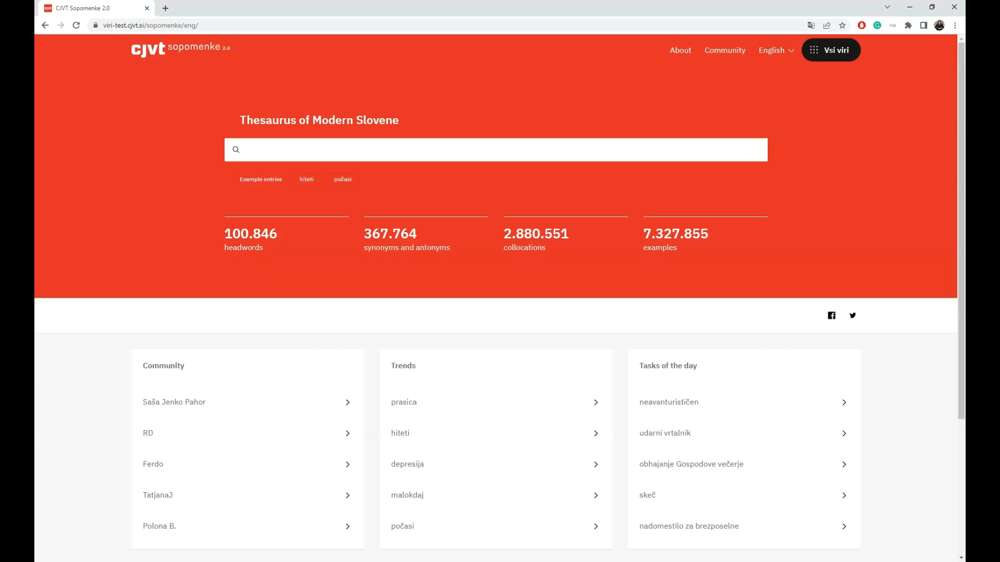 CJVT Sopomenke 2.0
viri-test.cjvt.si/sopomenke/eng/
cjvt sopomenke 2.0
About Community English Vsi viri
Thesaurus of Modern Slovene
Example entries hiteti počasi
100.846 367.764 2.880.551 7.327.855
headwords synonyms and antonyms collocations examples
Community
Saša Jenko Pahor
RD
Ferdo
TatjanaJ
Polona B.
Trends
prasica
hiteti
depresija
malokdaj
počasi
Tasks of the day
neavanturističen
udarni vrtalnik
obhajanje Gospodove večerje
skeč
nadomestilo za brezposelne